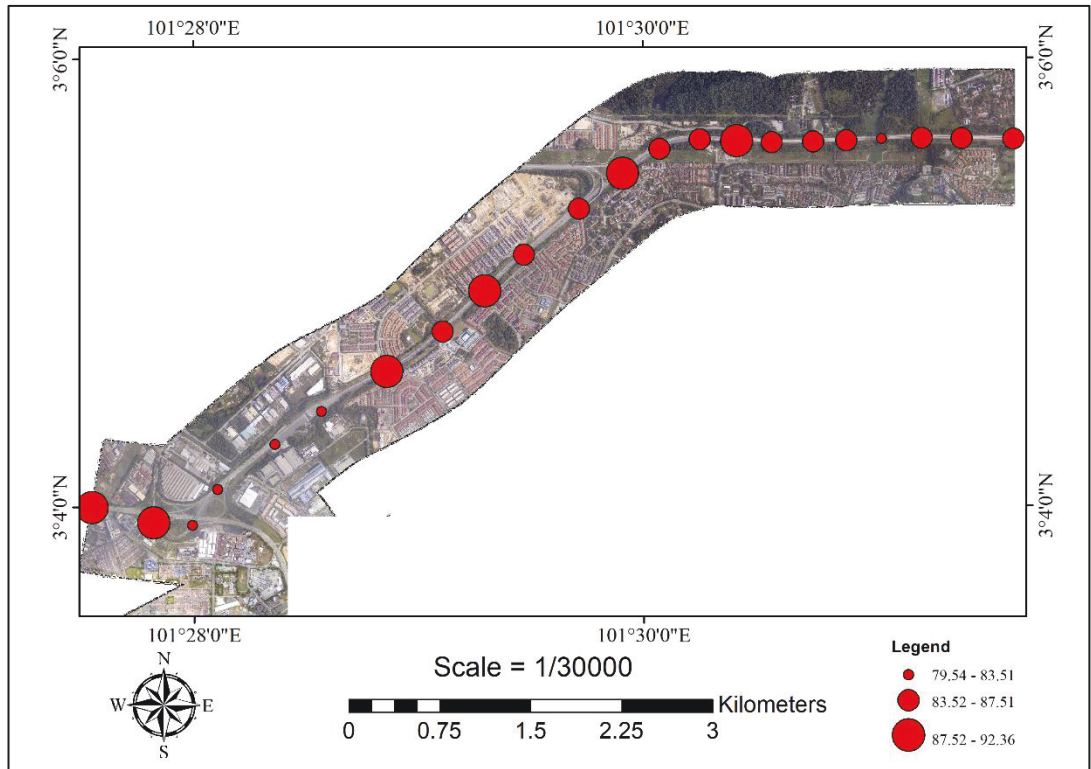 101°28'0"E
101°30'0"E
3°6'0"N
3°6'0"N
3°4'0"N
3°4'0"N
101°28'0"E
101°30'0"E
N
W
E
S
Scale = 1/30000
Kilometers
0 0.75 1.5 2.25 3
Legend
79.54 - 83.51
83.52 - 87.51
87.52 - 92.36